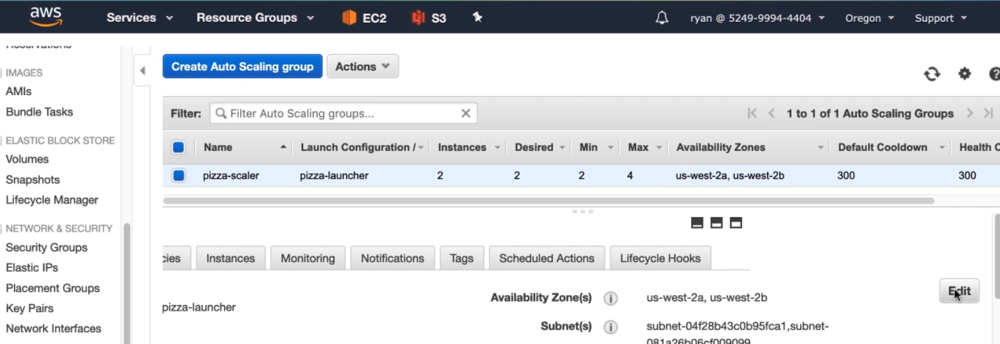 aws Services Resource Groups EC2 S3 ryan @ 5249-9994-4404 Oregon Support
Reservations
IMAGES
AMIs
Bundle Tasks
ELASTIC BLOCK STORE
Volumes
Snapshots
Lifecycle Manager
NETWORK & SECURITY
Security Groups
Elastic IPs
Placement Groups
Key Pairs
Network Interfaces
Create Auto Scaling group Actions
Filter: Filter Auto Scaling groups... 1 to 1 of 1 Auto Scaling Groups
Name Launch Configuration / Instances Desired Min Max Availability Zones Default Cooldown Health C
pizza-scaler pizza-launcher 2 2 2 4 us-west-2a, us-west-2b 300 300
cies Instances Monitoring Notifications Tags Scheduled Actions Lifecycle Hooks
Edit
Availability Zone(s) us-west-2a, us-west-2b
pizza-launcher
Subnet(s) subnet-04f28b43c0b95fca1,subnet-
081a26b06cf009099